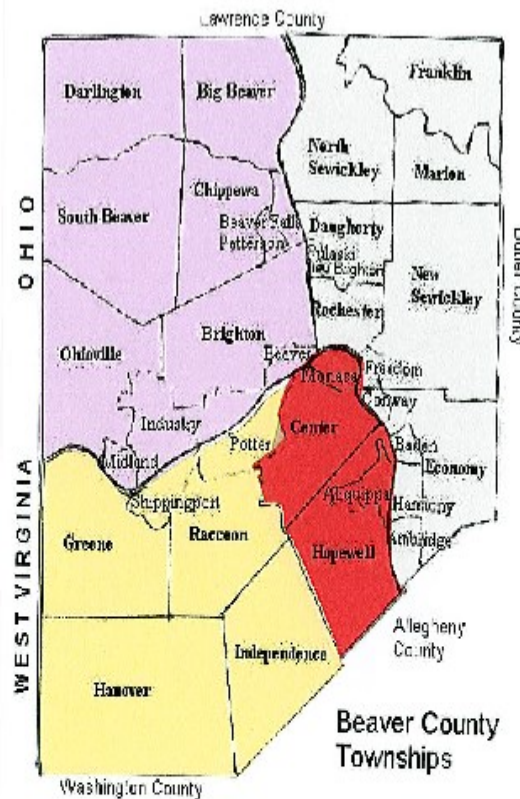 Lawrence County
Franklin
Darlington
Big Beaver
North
Sewickley
Marion
Chippewa
South Beaver
Beaver Falls
Patterson
Daugherty
Pulaski
New Brighton
New
Sewickley
Rochester
OHIO
Butler County
Brighton
Ohioville
Beaver
Monaca
Freedom
Conway
Industry
Center
Potter
Baden
Midland
Economy
Aliquippa
Shippingport
Harmony
Greene
Raccoon
Ambridge
Hopewell
WEST VIRGINIA
Allegheny
County
Independence
Hanover
Beaver County
Townships
Washington County